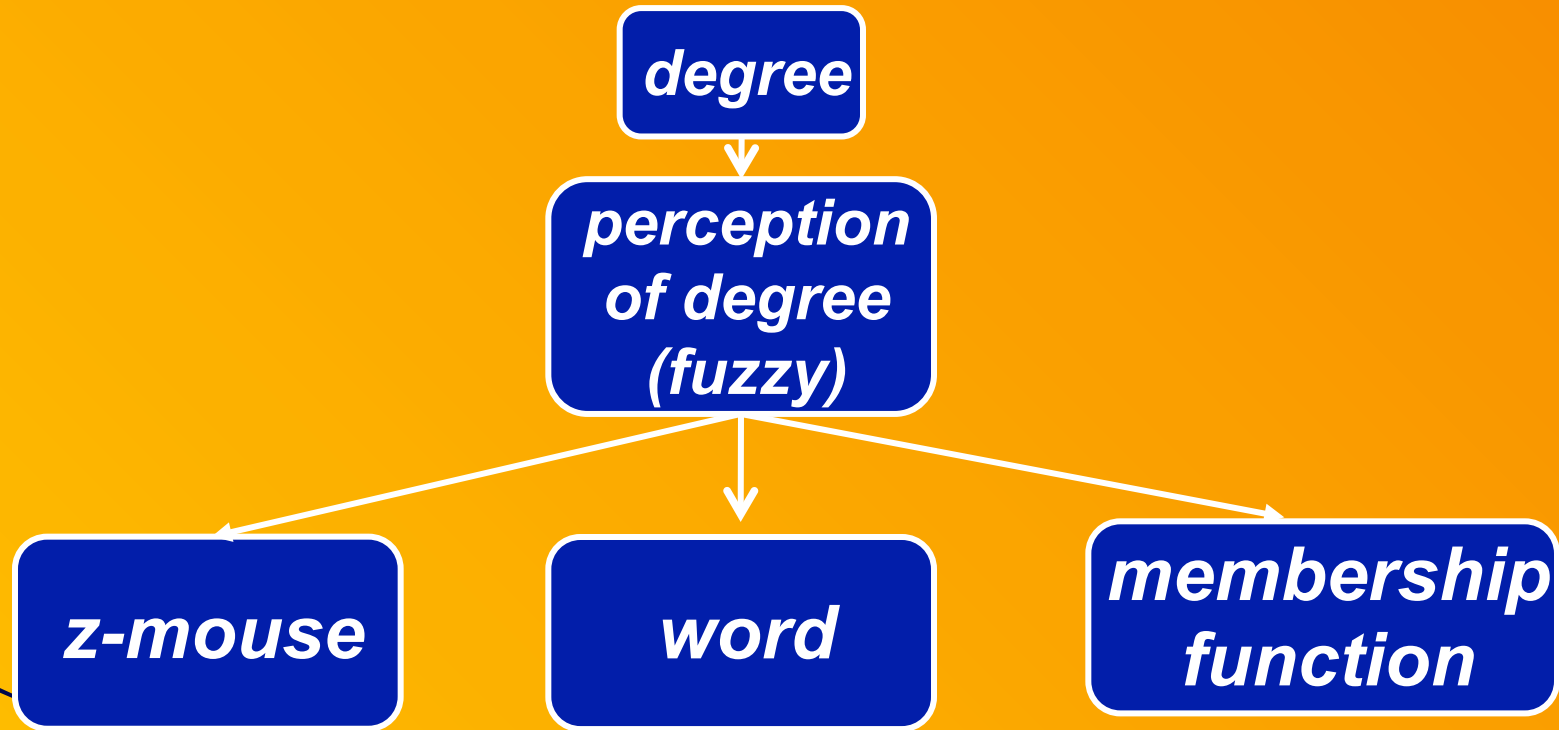 degree
perception
of degree
(fuzzy)
z-mouse
word
membership
function